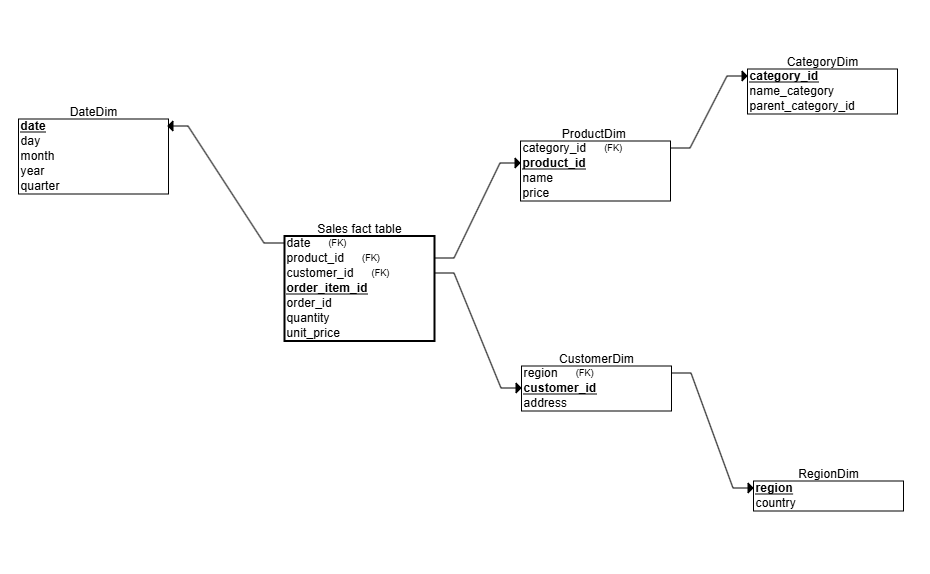 CategoryDim
category_id
name_category
parent_category_id
DateDim
date
day
month
year
quarter
ProductDim
category_id (FK)
product_id
name
price
Sales fact table
date (FK)
product_id (FK)
customer_id (FK)
order_item_id
order_id
quantity
unit_price
CustomerDim
region (FK)
customer_id
address
RegionDim
region
country